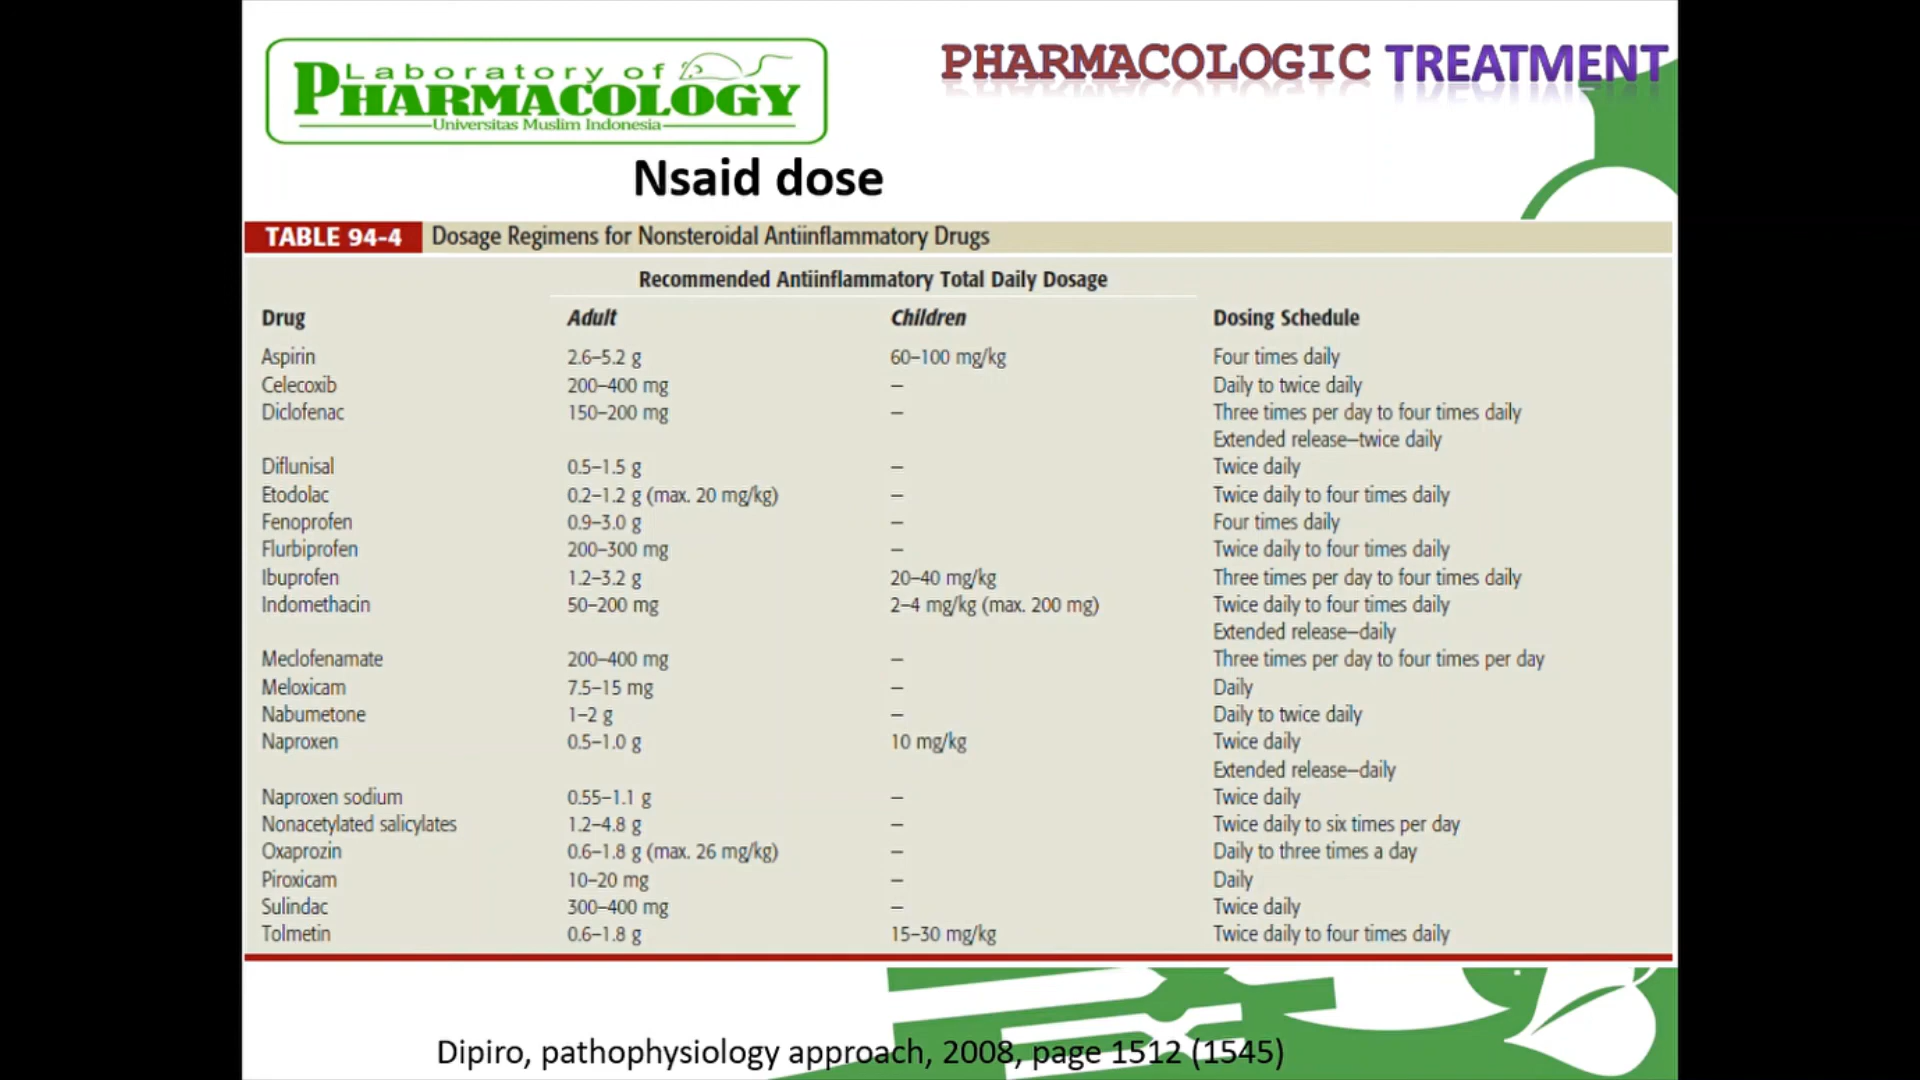 Laboratory of
PHARMACOLOGY
Universitas Muslim Indonesia
PHARMACOLOGIC TREATMENT
Nsaid dose
TABLE 94-4 Dosage Regimens for Nonsteroidal Antiinflammatory Drugs
Recommended Antiinflammatory Total Daily Dosage
Drug Adult Children Dosing Schedule
Aspirin 2.6–5.2 g 60–100 mg/kg Four times daily
Celecoxib 200–400 mg – Daily to twice daily
Diclofenac 150–200 mg – Three times per day to four times daily
Extended release—twice daily
Diflunisal 0.5–1.5 g – Twice daily
Etodolac 0.2–1.2 g (max. 20 mg/kg) – Twice daily to four times daily
Fenoprofen 0.9–3.0 g – Four times daily
Flurbiprofen 200–300 mg – Twice daily to four times daily
Ibuprofen 1.2–3.2 g 20–40 mg/kg Three times per day to four times daily
Indomethacin 50–200 mg 2–4 mg/kg (max. 200 mg) Twice daily to four times daily
Extended release—daily
Meclofenamate 200–400 mg – Three times per day to four times per day
Meloxicam 7.5–15 mg – Daily
Nabumetone 1–2 g – Daily to twice daily
Naproxen 0.5–1.0 g 10 mg/kg Twice daily
Extended release—daily
Naproxen sodium 0.55–1.1 g – Twice daily
Nonacetylated salicylates 1.2–4.8 g – Twice daily to six times per day
Oxaprozin 0.6–1.8 g (max. 26 mg/kg) – Daily to three times a day
Piroxicam 10–20 mg – Daily
Sulindac 300–400 mg – Twice daily
Tolmetin 0.6–1.8 g 15–30 mg/kg Twice daily to four times daily
Dipiro, pathophysiology approach, 2008, page 1512 (1545)